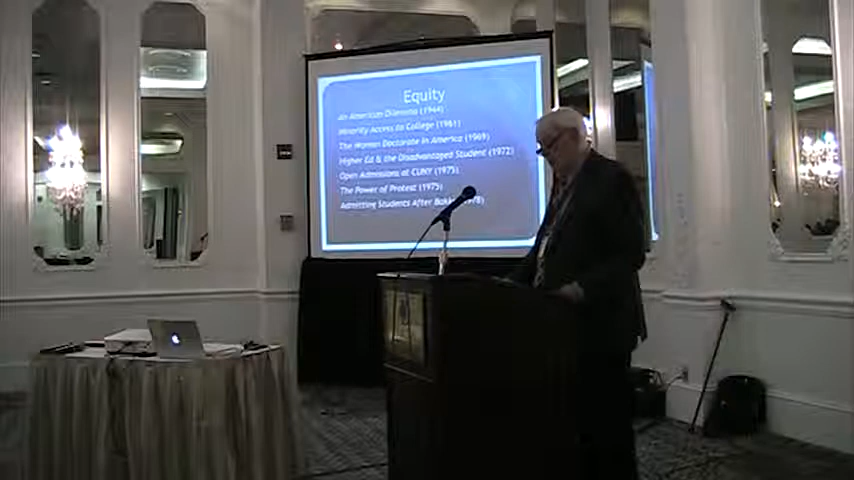 Equity
An American Dilemma (1944)
Minority Access to College (1961)
The Woman Doctorate in America (1969)
Higher Ed & the Disadvantaged Student (1972)
Open Admissions at CUNY (1975)
The Power of Protest (1975)
Admitting Students After